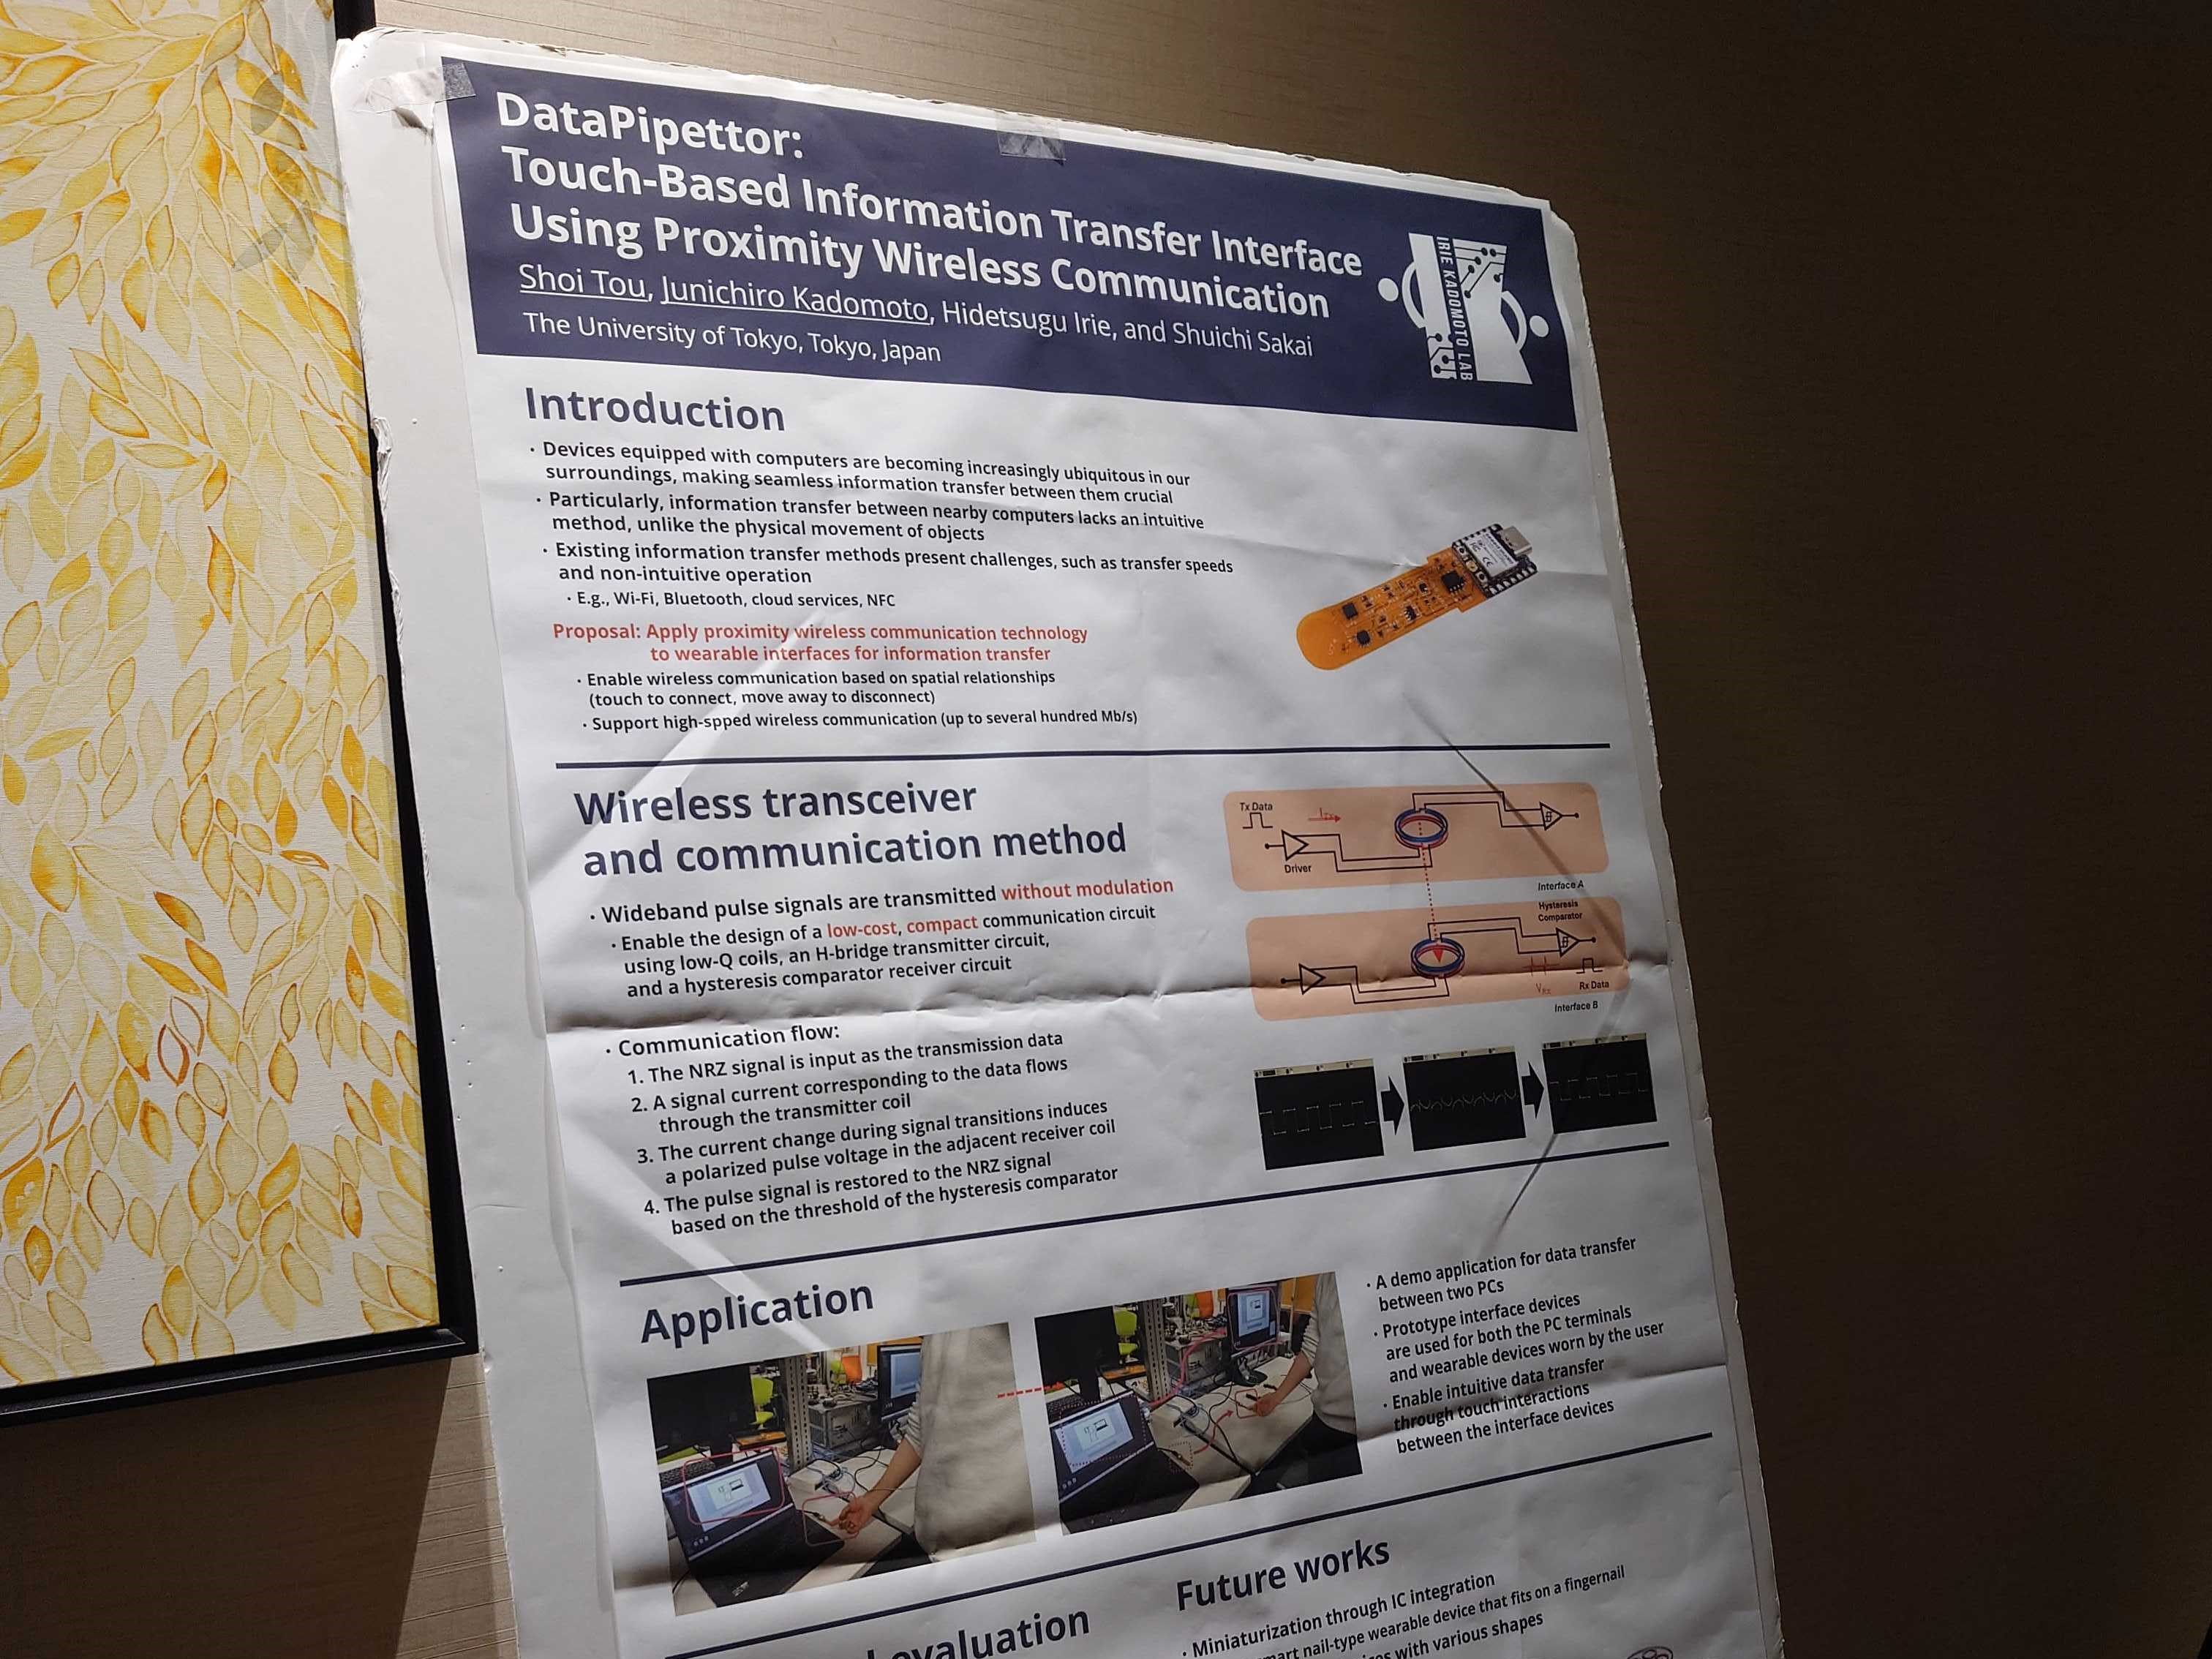 DataPipettor:
Touch-Based Information Transfer Interface
Using Proximity Wireless Communication
Shoi Tou, Junichiro Kadomoto, Hidetsugu Irie, and Shuichi Sakai
The University of Tokyo, Tokyo, Japan
IRIE KADOMOTO LAB
Introduction
· Devices equipped with computers are becoming increasingly ubiquitous in our
surroundings, making seamless information transfer between them crucial
· Particularly, information transfer between nearby computers lacks an intuitive
method, unlike the physical movement of objects
· Existing information transfer methods present challenges, such as transfer speeds
and non-intuitive operation
· E.g., Wi-Fi, Bluetooth, cloud services, NFC
Proposal: Apply proximity wireless communication technology
to wearable interfaces for information transfer
· Enable wireless communication based on spatial relationships
(touch to connect, move away to disconnect)
· Support high-spped wireless communication (up to several hundred Mb/s)
Wireless transceiver
and communication method
· Wideband pulse signals are transmitted without modulation
· Enable the design of a low-cost, compact communication circuit
using low-Q coils, an H-bridge transmitter circuit,
and a hysteresis comparator receiver circuit
· Communication flow:
1. The NRZ signal is input as the transmission data
2. A signal current corresponding to the data flows
through the transmitter coil
3. The current change during signal transitions induces
a polarized pulse voltage in the adjacent receiver coil
4. The pulse signal is restored to the NRZ signal
based on the threshold of the hysteresis comparator
Tx Data
Driver
Interface A
Hysteresis
Comparator
Rx Data
Interface B
Application
· A demo application for data transfer
between two PCs
· Prototype interface devices
are used for both the PC terminals
and wearable devices worn by the user
· Enable intuitive data transfer
through touch interactions
between the interface devices
evaluation
Future works
· Miniaturization through IC integration
nail-type wearable device that fits on a fingernail
with various shapes